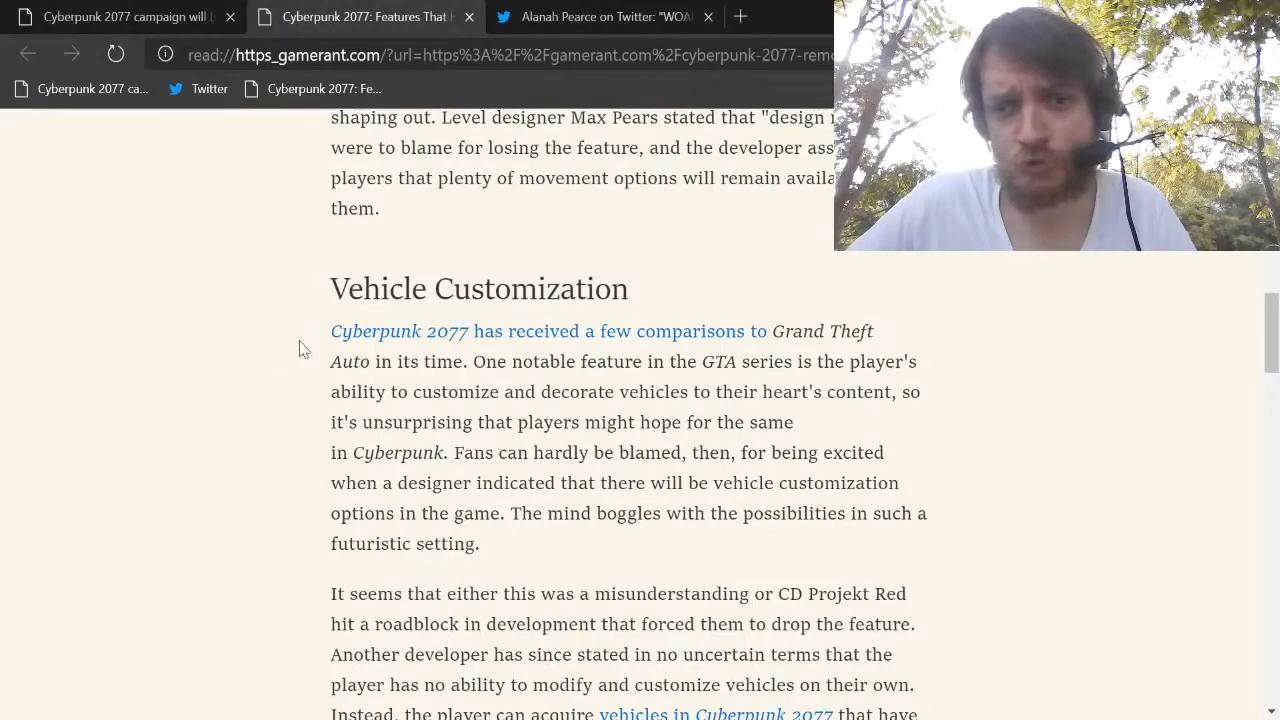 Cyberpunk 2077 campaign will
Cyberpunk 2077: Features That
Alanah Pearce on Twitter: "WOA
read://https_gamerant.com/?url=https%3A%2F%2Fgamerant.com%2Fcyberpunk-2077-remo
Cyberpunk 2077 ca...
Twitter
Cyberpunk 2077: Fe...
shaping out. Level designer Max Pears stated that "design
were to blame for losing the feature, and the developer ass
players that plenty of movement options will remain availa
them.
Vehicle Customization
Cyberpunk 2077 has received a few comparisons to Grand Theft
Auto in its time. One notable feature in the GTA series is the player's
ability to customize and decorate vehicles to their heart's content, so
it's unsurprising that players might hope for the same
in Cyberpunk. Fans can hardly be blamed, then, for being excited
when a designer indicated that there will be vehicle customization
options in the game. The mind boggles with the possibilities in such a
futuristic setting.
It seems that either this was a misunderstanding or CD Projekt Red
hit a roadblock in development that forced them to drop the feature.
Another developer has since stated in no uncertain terms that the
player has no ability to modify and customize vehicles on their own.
Instead, the player can acquire vehicles in Cyberpunk 2077 that have